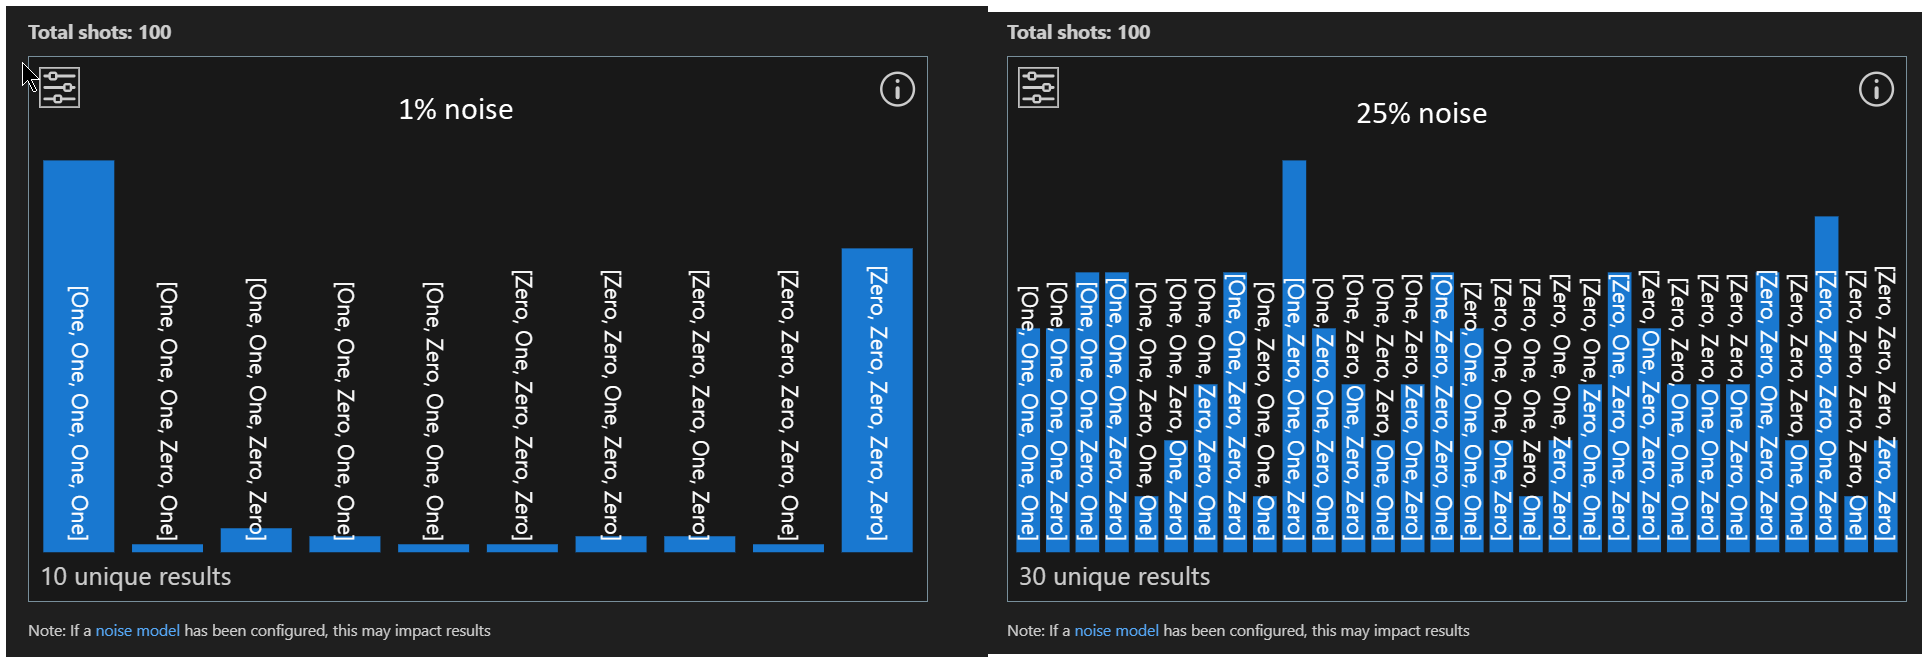 Total shots: 100
1% noise
[One, One, One, One, One]
[One, One, One, Zero, One]
[One, One, One, Zero, Zero]
[One, One, Zero, One, One]
[One, Zero, One, One, One]
[Zero, One, Zero, Zero, Zero]
[Zero, Zero, One, Zero, Zero]
[Zero, Zero, Zero, One, Zero]
[Zero, Zero, Zero, Zero, One]
[Zero, Zero, Zero, Zero, Zero]
10 unique results
Note: If a noise model has been configured, this may impact results
Total shots: 100
25% noise
[One, One, One, One, One]
[One, One, One, One, Zero]
[One, One, One, Zero, One]
[One, One, One, Zero, Zero]
[One, One, Zero, One, One]
[One, One, Zero, One, Zero]
[One, One, Zero, Zero, One]
[One, One, Zero, Zero, Zero]
[One, Zero, One, One, One]
[One, Zero, One, One, Zero]
[One, Zero, One, Zero, One]
[One, Zero, One, Zero, Zero]
[One, Zero, Zero, One, One]
[One, Zero, Zero, One, Zero]
[One, Zero, Zero, Zero, One]
[Zero, One, One, One, One]
[Zero, One, One, One, Zero]
[Zero, One, One, Zero, One]
[Zero, One, One, Zero, Zero]
[Zero, One, Zero, One, One]
[Zero, One, Zero, One, Zero]
[Zero, One, Zero, Zero, Zero]
[Zero, Zero, One, One, One]
[Zero, Zero, One, One, Zero]
[Zero, Zero, One, Zero, One]
[Zero, Zero, One, Zero, Zero]
[Zero, Zero, Zero, One, One]
[Zero, Zero, Zero, One, Zero]
[Zero, Zero, Zero, Zero, One]
[Zero, Zero, Zero, Zero, Zero]
30 unique results
Note: If a noise model has been configured, this may impact results